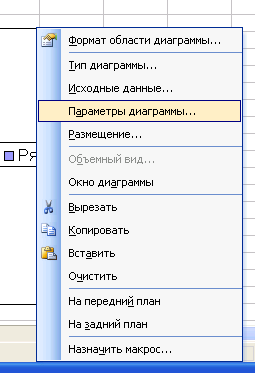 Формат области диаграммы...
Тип диаграммы...
Исходные данные...
Параметры диаграммы...
Размещение...
Ря
Объемный вид...
Окно диаграммы
Вырезать
Копировать
Вставить
Очистить
На передний план
На задний план
Назначить макрос...